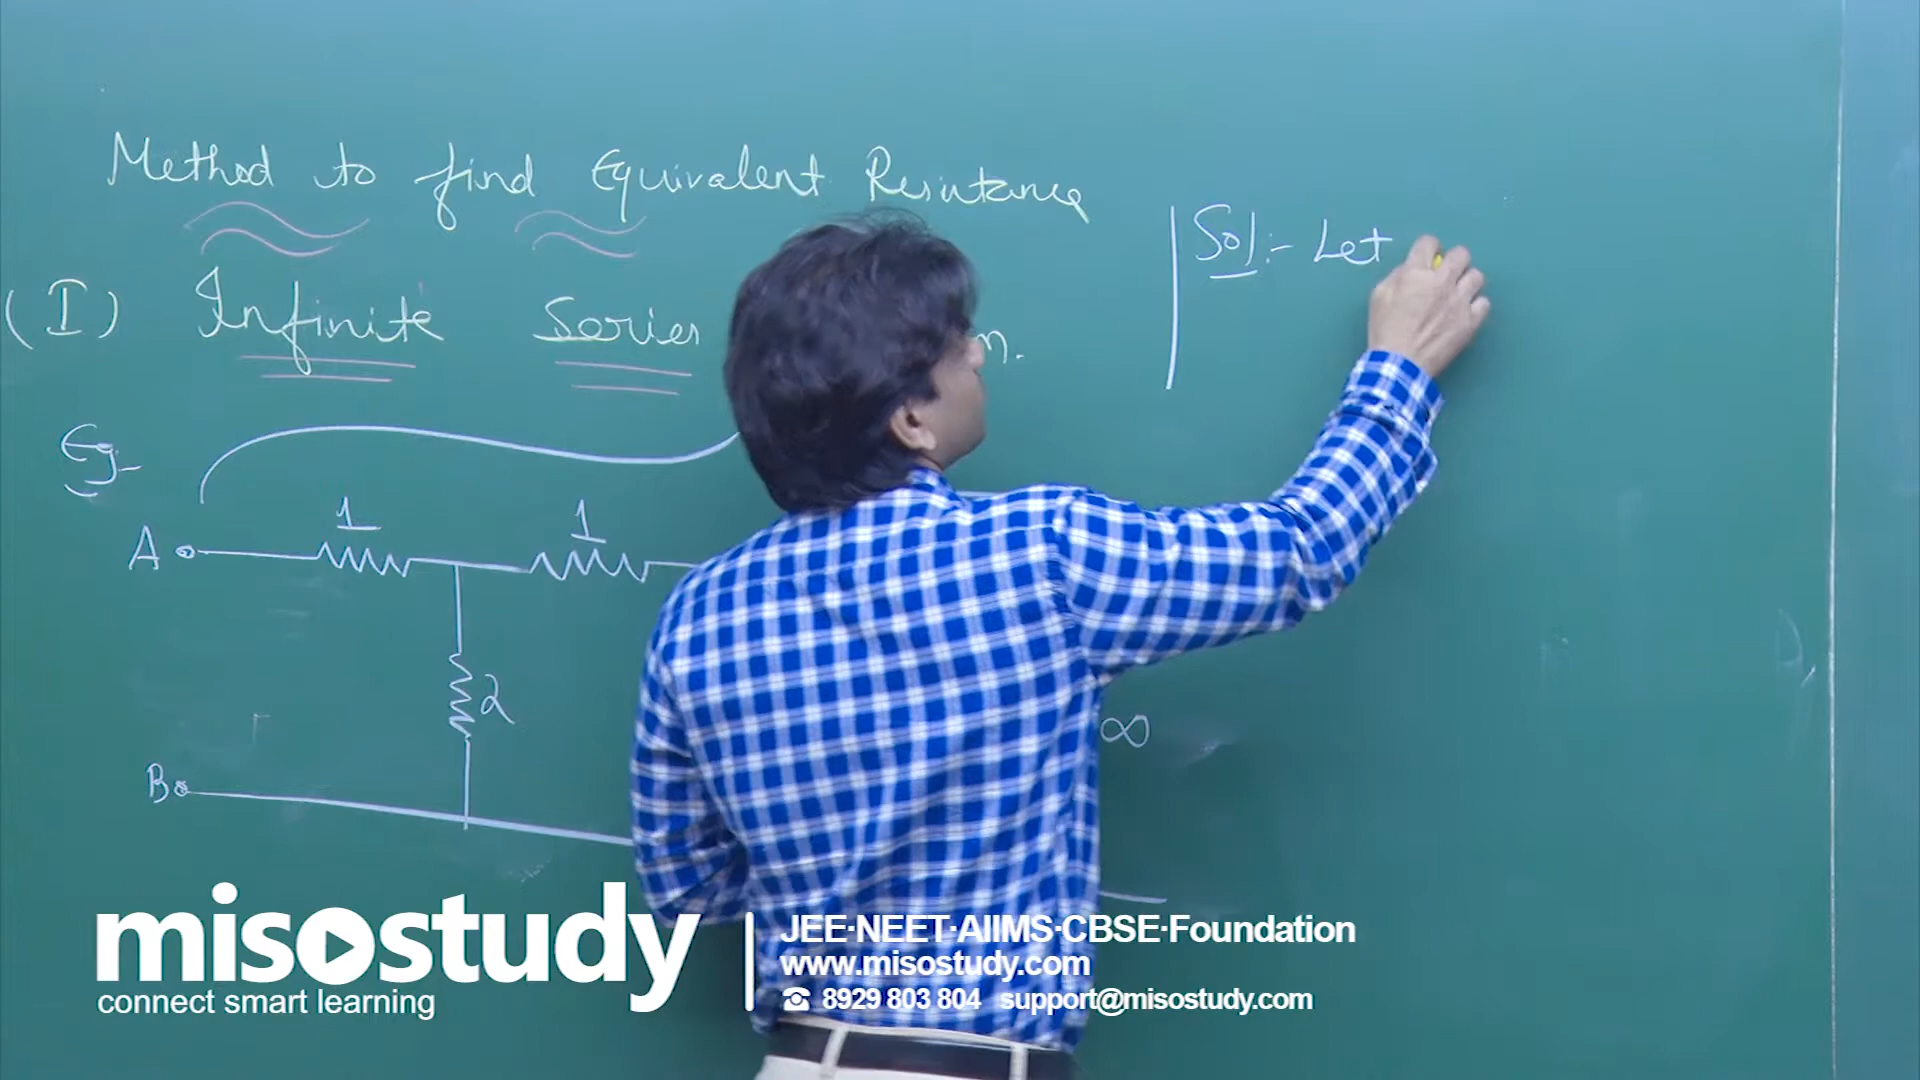 Method to find Equivalent Resistance
(I) Infinite Series m.
Eg-
A 1 1
2
B
∞
Sol:- Let
misostudy
connect smart learning
JEE·NEET·AIIMS·CBSE·Foundation
www.misostudy.com
☎ 8929 803 804 support@misostudy.com